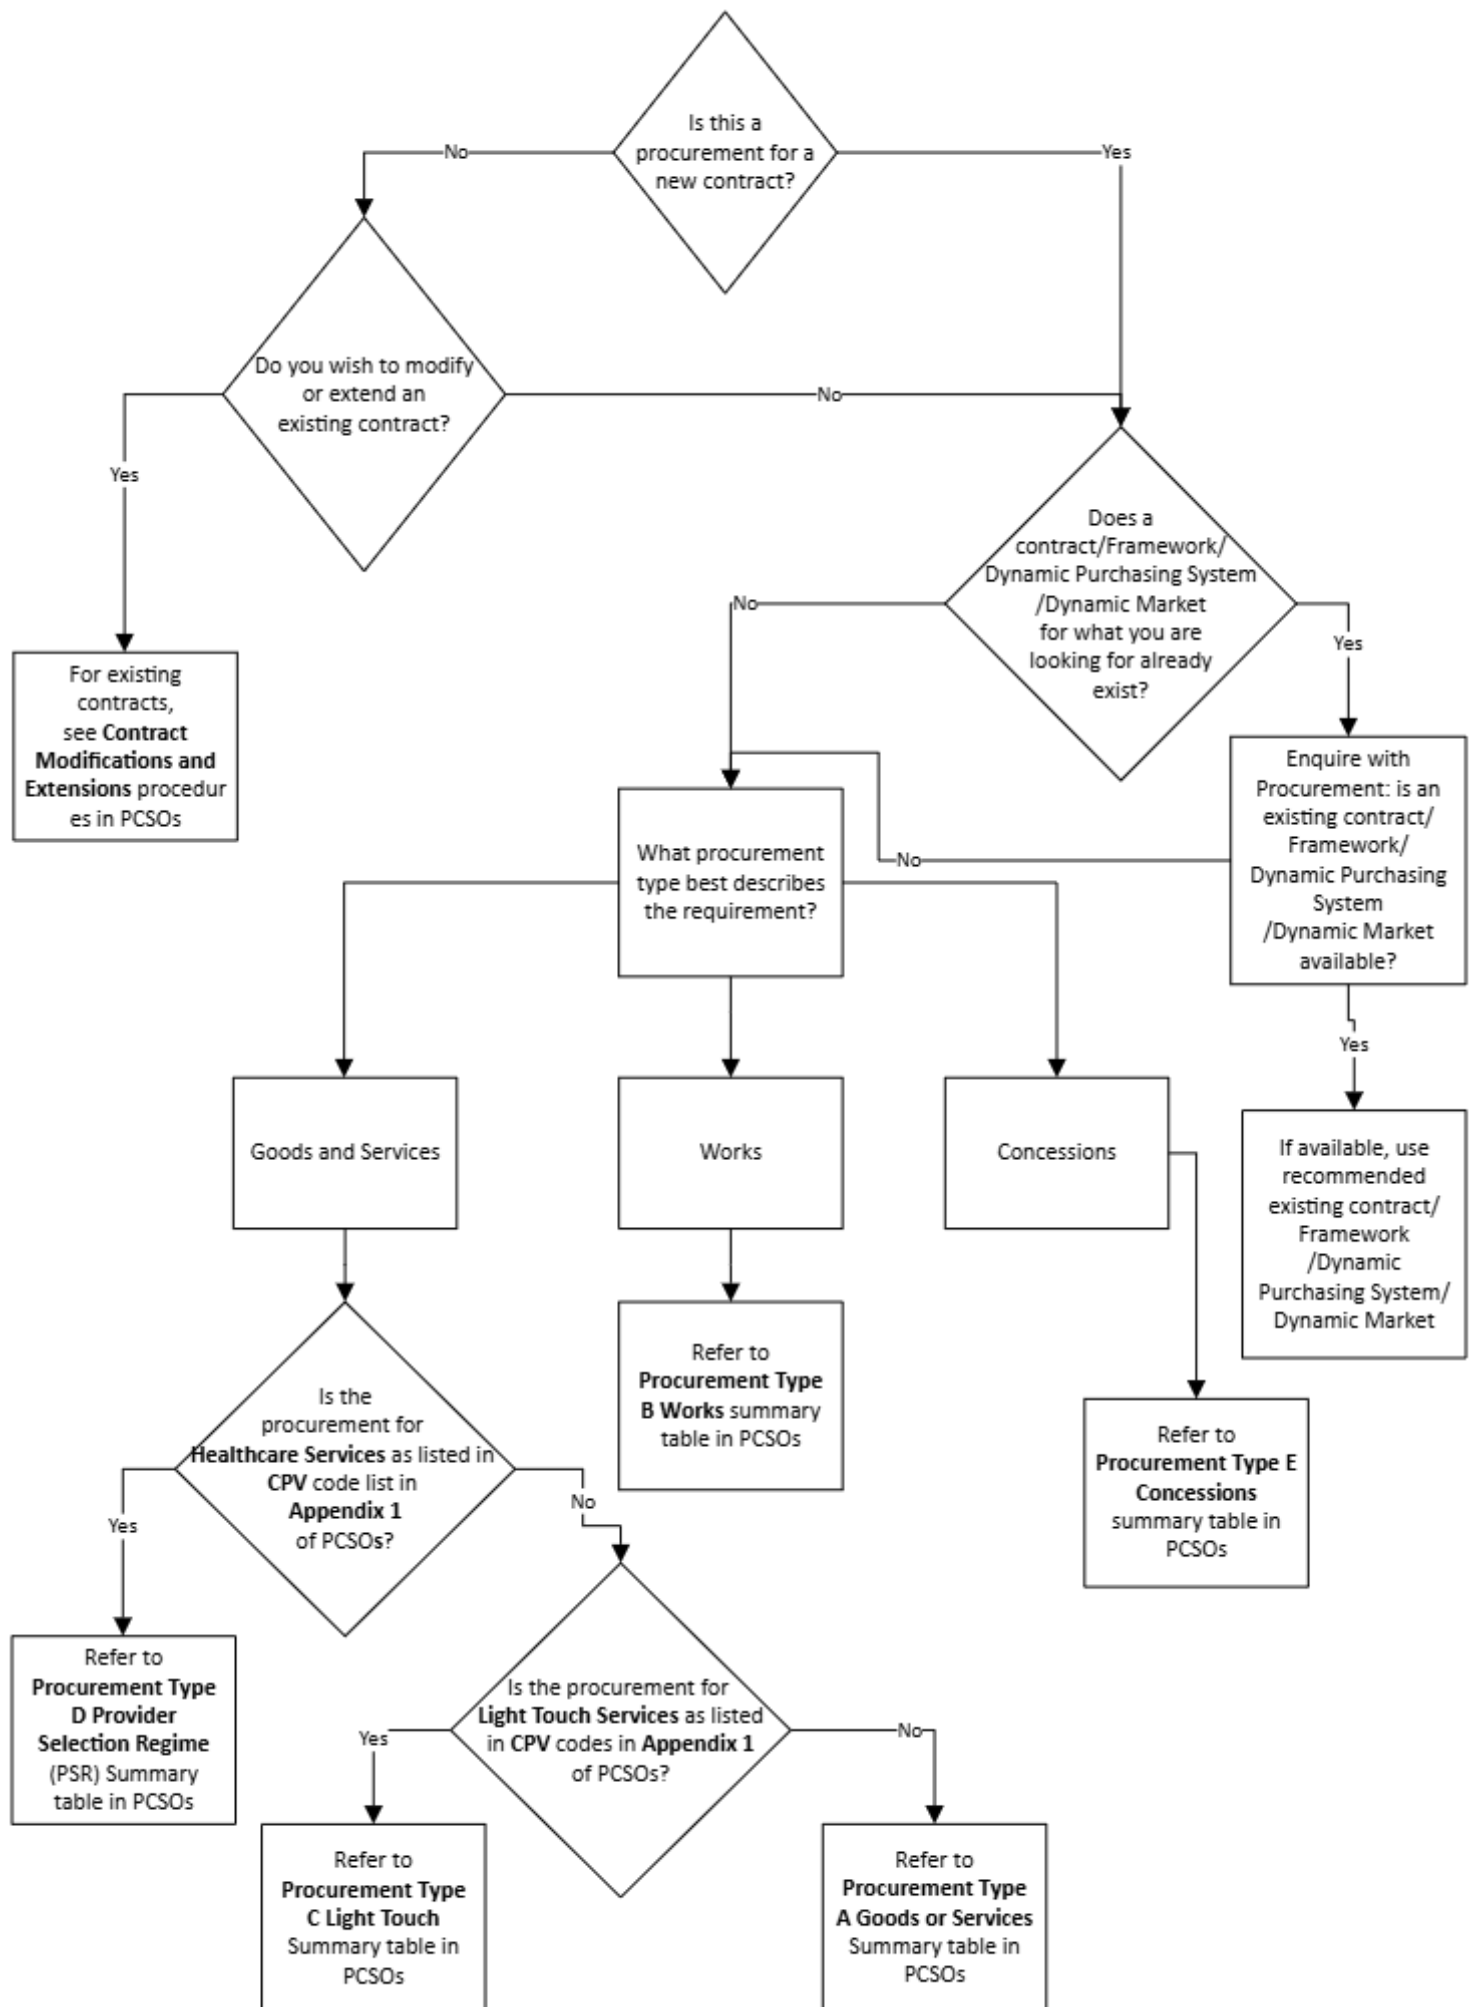 Is this a
procurement for a
new contract?
No
Yes
Do you wish to modify
or extend an
existing contract?
No
Yes
Does a
contract/Framework/
Dynamic Purchasing System
/Dynamic Market
for what you are
looking for already
exist?
No
Yes
For existing
contracts,
see Contract
Modifications and
Extensions procedur
es in PCSOs
Enquire with
Procurement: is an
existing contract/
Framework/
Dynamic Purchasing
System
/Dynamic Market
available?
No
Yes
What procurement
type best describes
the requirement?
Goods and Services
Works
Concessions
If available, use
recommended
existing contract/
Framework
/Dynamic
Purchasing System/
Dynamic Market
Is the
procurement for
Healthcare Services as listed in
CPV code list in
Appendix 1
of PCSOs?
Yes
No
Refer to
Procurement Type
B Works summary
table in PCSOs
Refer to
Procurement Type E
Concessions
summary table in
PCSOs
Refer to
Procurement Type
D Provider
Selection Regime
(PSR) Summary
table in PCSOs
Is the procurement for
Light Touch Services as listed
in CPV codes in Appendix 1
of PCSOs?
Yes
No
Refer to
Procurement Type
C Light Touch
Summary table in
PCSOs
Refer to
Procurement Type
A Goods or Services
Summary table in
PCSOs